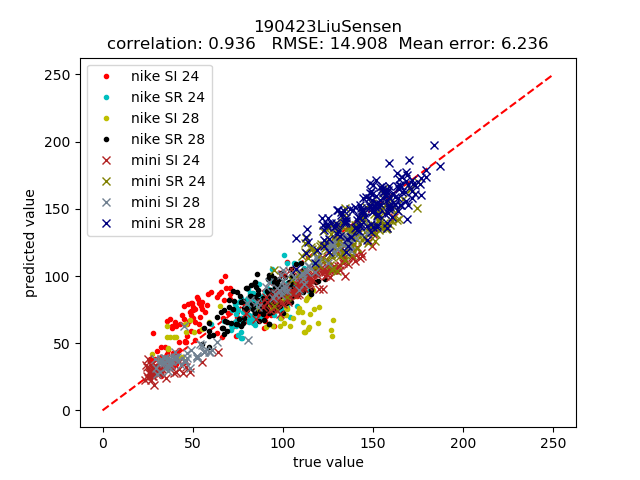 190423LiuSensen
correlation: 0.936 RMSE: 14.908 Mean error: 6.236
250
200
150
100
50
0
predicted value
nike SI 24
nike SR 24
nike SI 28
nike SR 28
mini SI 24
mini SR 24
mini SI 28
mini SR 28
0 50 100 150 200 250
true value